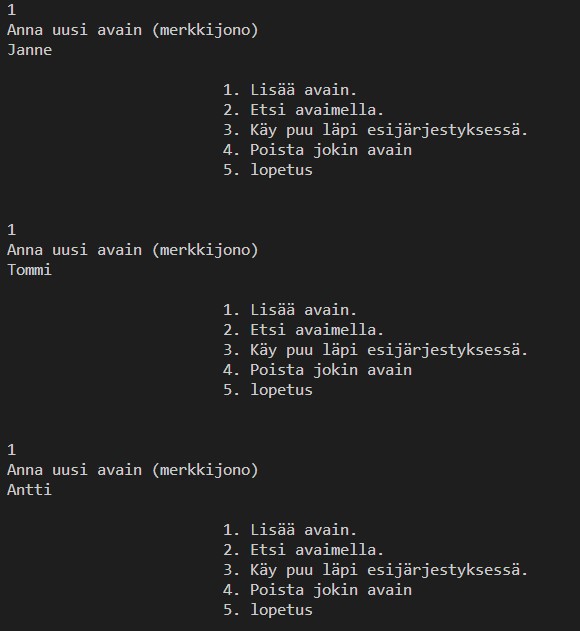 1
Anna uusi avain (merkkijono)
Janne
1. Lisää avain.
2. Etsi avaimella.
3. Käy puu läpi esijärjestyksessä.
4. Poista jokin avain
5. lopetus
1
Anna uusi avain (merkkijono)
Tommi
1. Lisää avain.
2. Etsi avaimella.
3. Käy puu läpi esijärjestyksessä.
4. Poista jokin avain
5. lopetus
1
Anna uusi avain (merkkijono)
Antti
1. Lisää avain.
2. Etsi avaimella.
3. Käy puu läpi esijärjestyksessä.
4. Poista jokin avain
5. lopetus